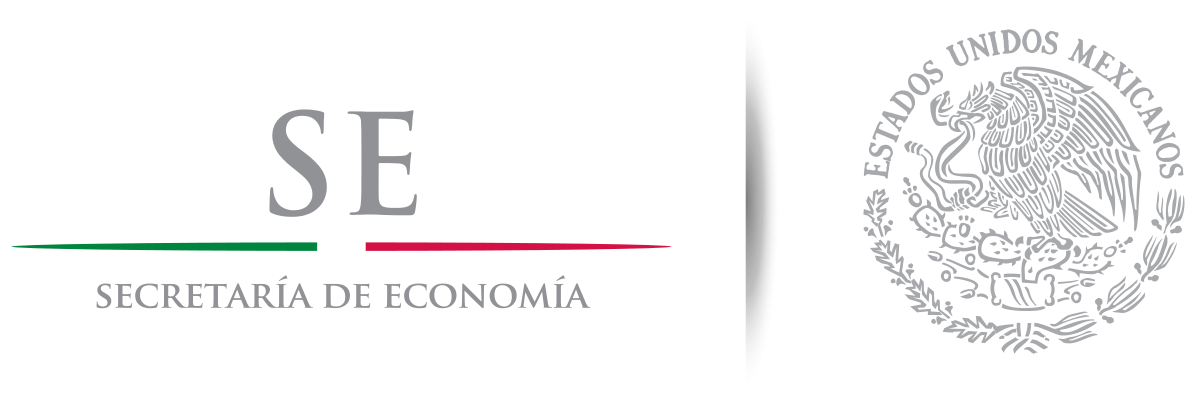 SE
SECRETARÍA DE ECONOMÍA
ESTADOS UNIDOS MEXICANOS